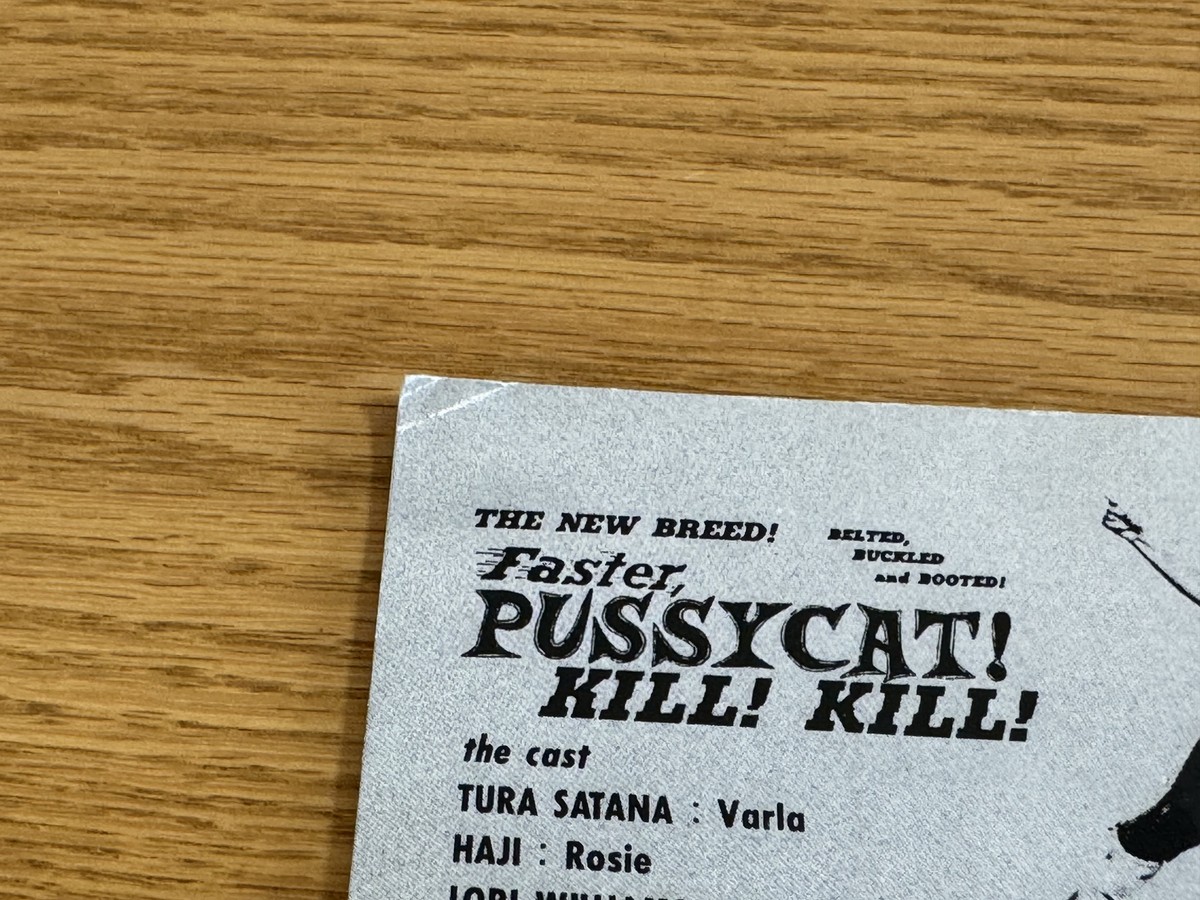 THE NEW BREED!
BELTED,
BUCKLED
and BOOTED!
Faster,
PUSSYCAT!
KILL! KILL!
the cast
TURA SATANA : Varla
HAJI : Rosie